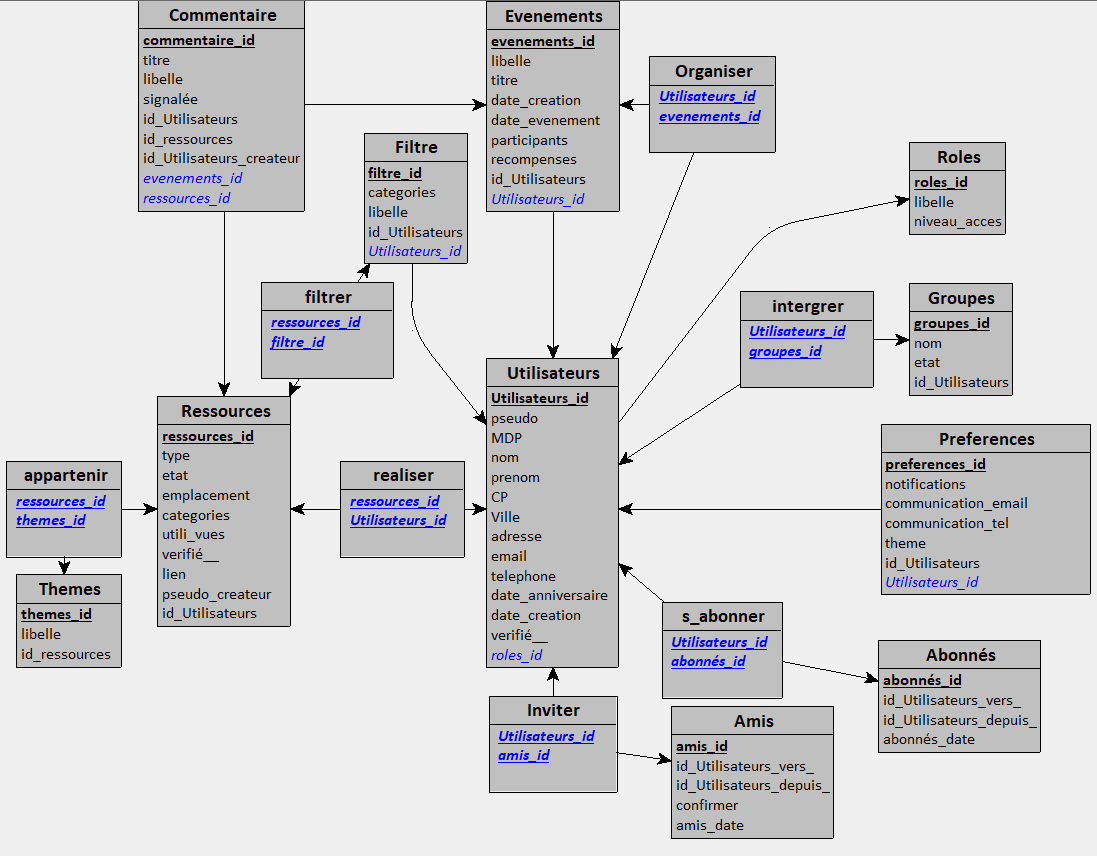 Commentaire
commentaire_id
titre
libelle
signalée
id_Utilisateurs
id_ressources
id_Utilisateurs_createur
evenements_id
ressources_id
Evenements
evenements_id
libelle
titre
date_creation
date_evenement
participants
recompenses
id_Utilisateurs
Utilisateurs_id
Organiser
Utilisateurs_id
evenements_id
Filtre
filtre_id
categories
libelle
id_Utilisateurs
Utilisateurs_id
Roles
roles_id
libelle
niveau_acces
filtrer
ressources_id
filtre_id
intergrer
Utilisateurs_id
groupes_id
Groupes
groupes_id
nom
etat
id_Utilisateurs
Utilisateurs
Utilisateurs_id
pseudo
MDP
nom
prenom
CP
Ville
adresse
email
telephone
date_anniversaire
date_creation
verifié__
roles_id
Ressources
ressources_id
type
etat
emplacement
categories
utili_vues
verifié__
lien
pseudo_createur
id_Utilisateurs
Preferences
preferences_id
notifications
communication_email
communication_tel
theme
id_Utilisateurs
Utilisateurs_id
appartenir
ressources_id
themes_id
realiser
ressources_id
Utilisateurs_id
Themes
themes_id
libelle
id_ressources
s_abonner
Utilisateurs_id
abonnés_id
Abonnés
abonnés_id
id_Utilisateurs_vers_
id_Utilisateurs_depuis_
abonnés_date
Inviter
Utilisateurs_id
amis_id
Amis
amis_id
id_Utilisateurs_vers_
id_Utilisateurs_depuis_
confirmer
amis_date